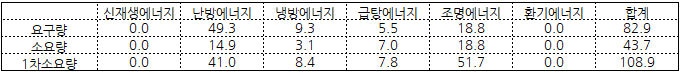 신재생에너지 난방에너지 냉방에너지 급탕에너지 조명에너지 환기에너지 합계
요구량 0.0 49.3 9.3 5.5 18.8 0.0 82.9
소요량 0.0 14.9 3.1 7.0 18.8 0.0 43.7
1차소요량 0.0 41.0 8.4 7.8 51.7 0.0 108.9